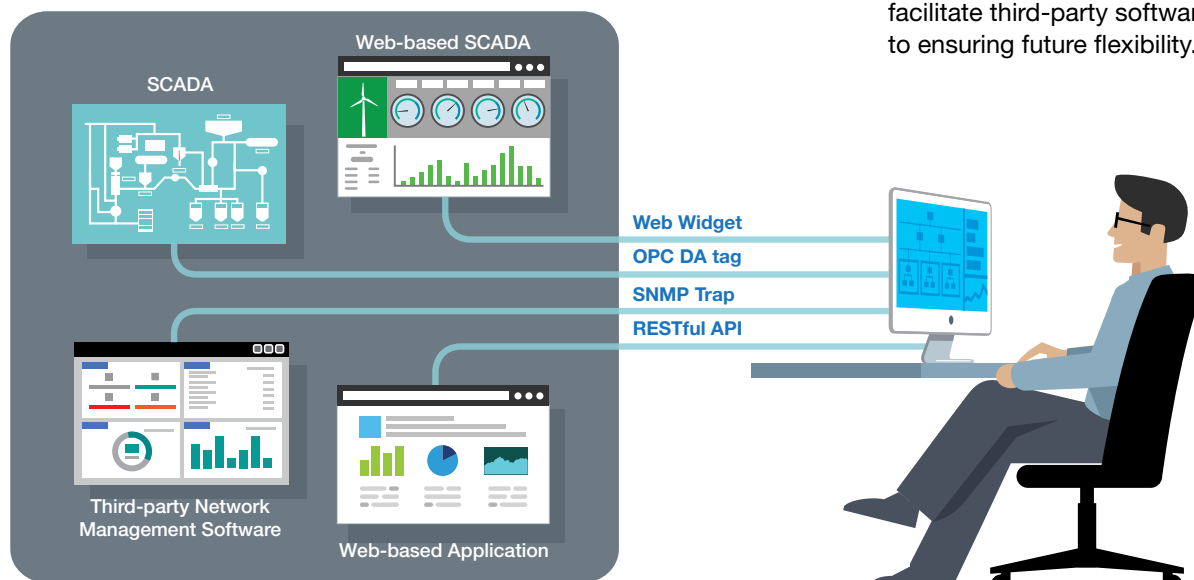 facilitate third-party softwar
to ensuring future flexibility.
Web-based SCADA
SCADA
Web Widget
OPC DA tag
SNMP Trap
RESTful API
Third-party Network
Management Software
Web-based Application